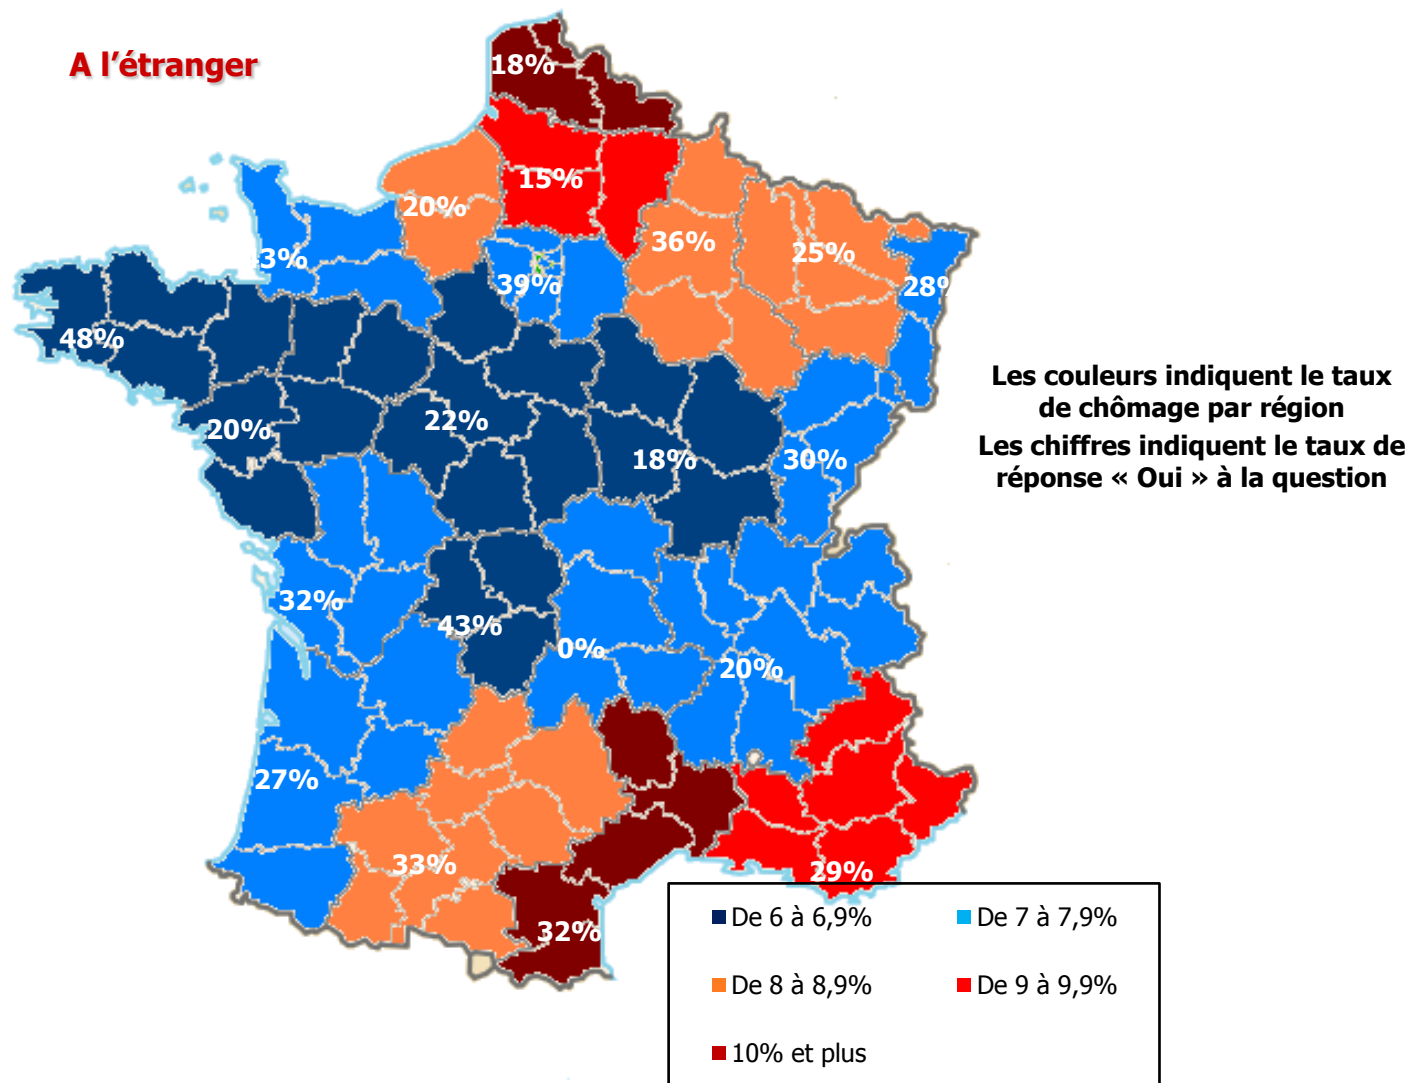 A l'étranger
18%
15%
20%
36%
25%
3%
39%
28%
48%
20%
22%
18%
30%
32%
43%
0%
20%
27%
33%
29%
32%
Les couleurs indiquent le taux
de chômage par région
Les chiffres indiquent le taux de
réponse « Oui » à la question
De 6 à 6,9%
De 7 à 7,9%
De 8 à 8,9%
De 9 à 9,9%
10% et plus